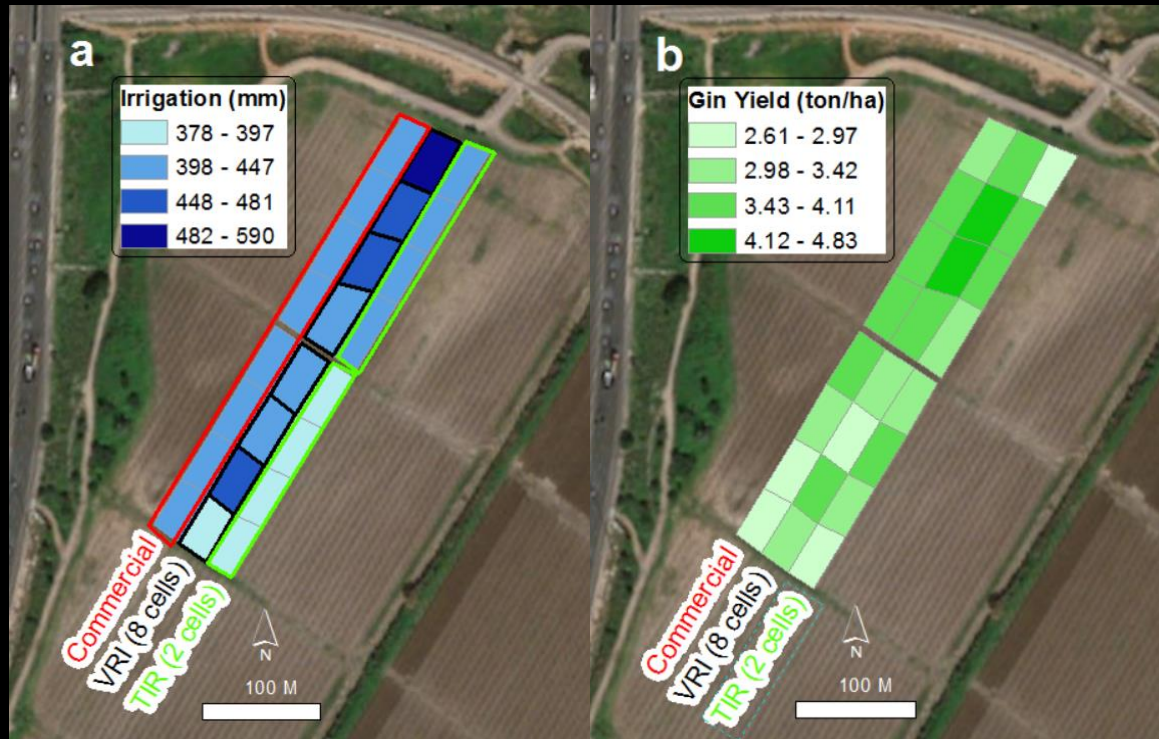 a
Irrigation (mm)
378 - 397
398 - 447
448 - 481
482 - 590
Commercial
VRI (8 cells)
TIR (2 cells)
N
100 M
b
Gin Yield (ton/ha)
2.61 - 2.97
2.98 - 3.42
3.43 - 4.11
4.12 - 4.83
Commercial
VRI (8 cells)
TIR (2 cells)
N
100 M